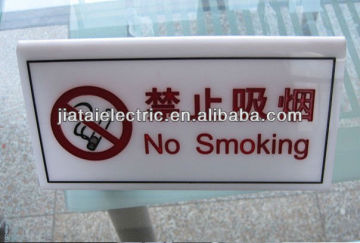 禁止吸烟
jiataielectric.en.alibaba.com
No Smoking